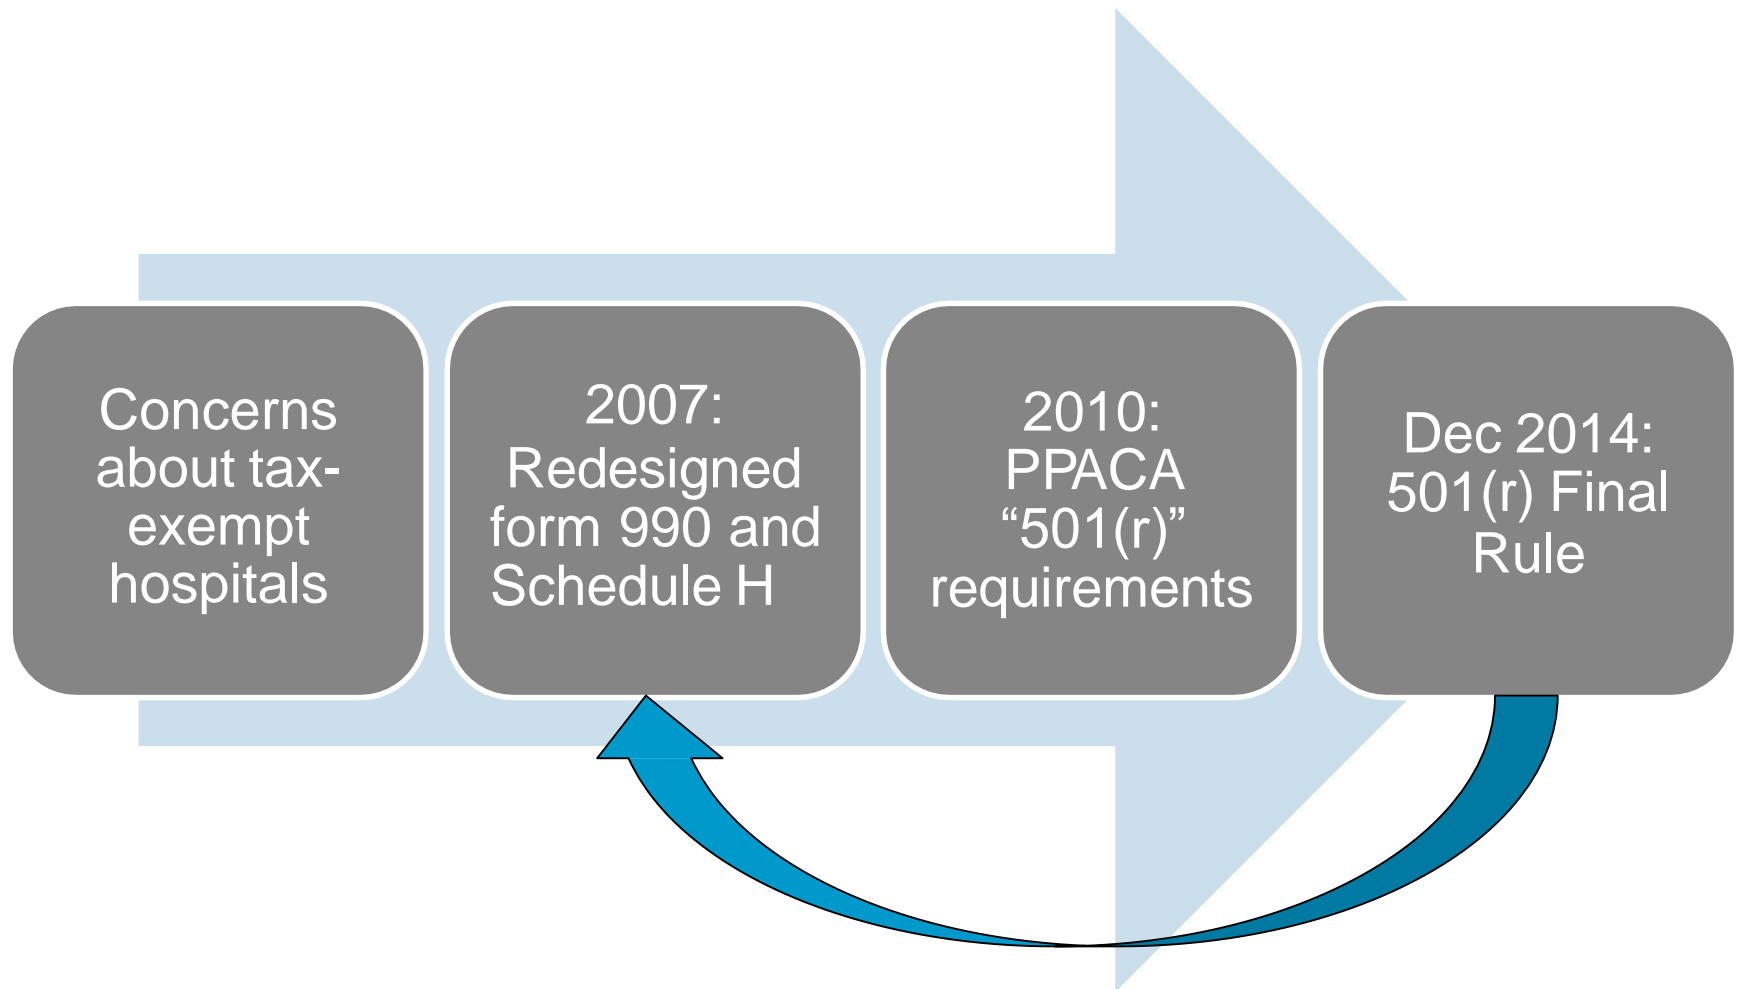 Concerns
about tax-
exempt
hospitals
2007:
Redesigned
form 990 and
Schedule H
2010:
PPACA
“501(r)”
requirements
Dec 2014:
501(r) Final
Rule